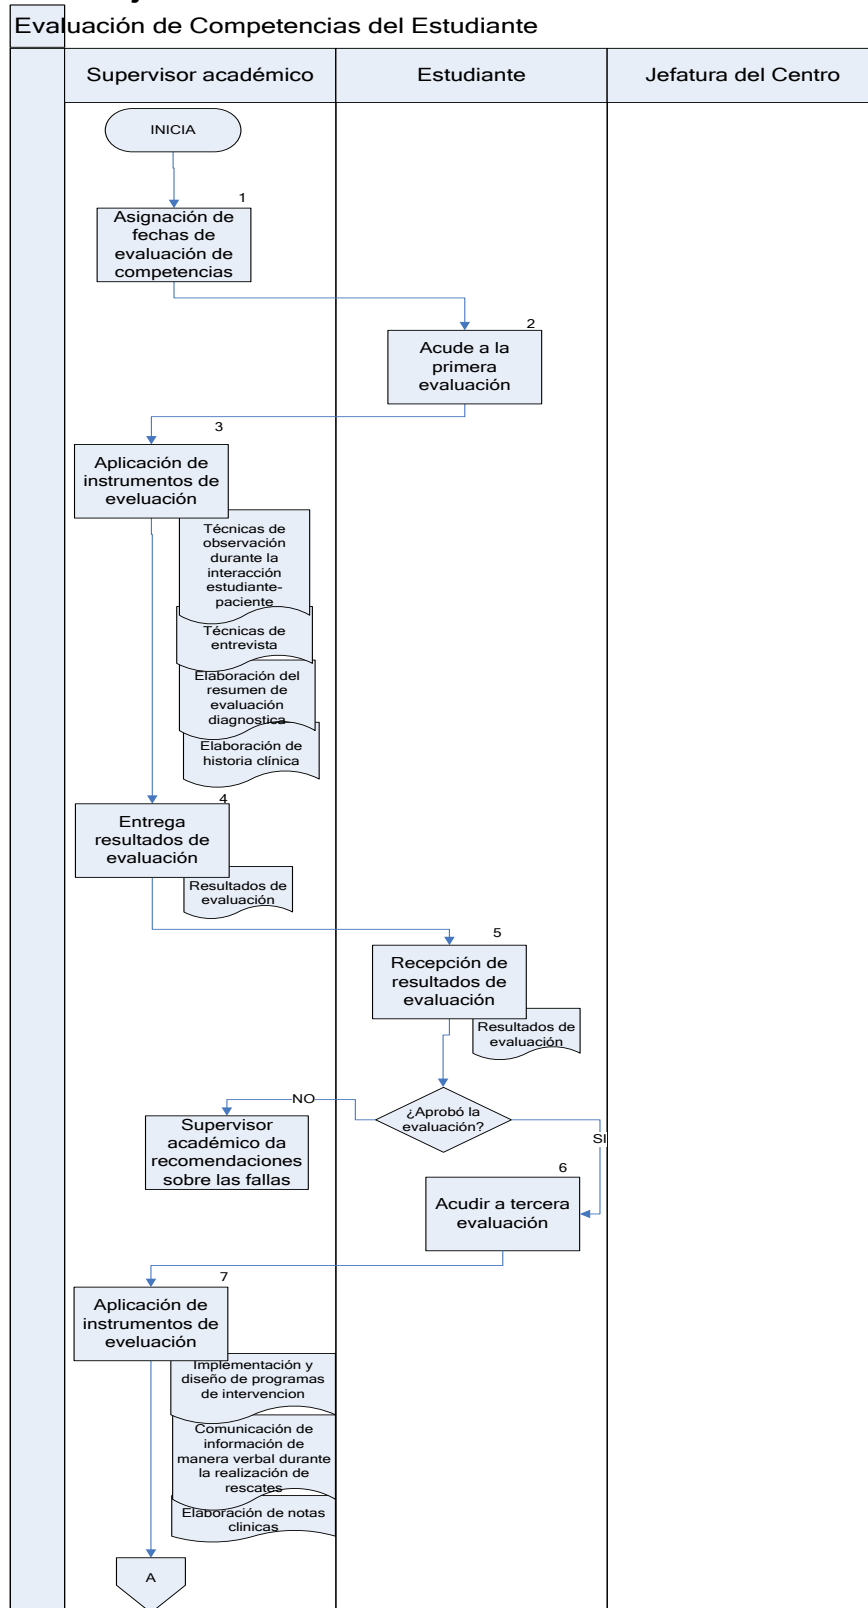 Evaluación de Competencias del Estudiante
Supervisor académico
Estudiante
Jefatura del Centro
INICIA
1
Asignación de
fechas de
evaluación de
competencias
2
Acude a la
primera
evaluación
3
Aplicación de
instrumentos de
eveluación
Técnicas de
observación
durante la
interacción
estudiante-
paciente
Técnicas de
entrevista
Elaboración del
resumen de
evaluación
diagnostica
Elaboración de
historia clínica
4
Entrega
resultados de
evaluación
Resultados de
evaluación
5
Recepción de
resultados de
evaluación
Resultados de
evaluación
¿Aprobó la
evaluación?
NO
SI
Supervisor
académico da
recomendaciones
sobre las fallas
6
Acudir a tercera
evaluación
7
Aplicación de
instrumentos de
eveluación
Implementación y
diseño de programas
de intervencion
Comunicación de
información de
manera verbal durante
la realización de
rescates
Elaboración de notas
clinicas
A